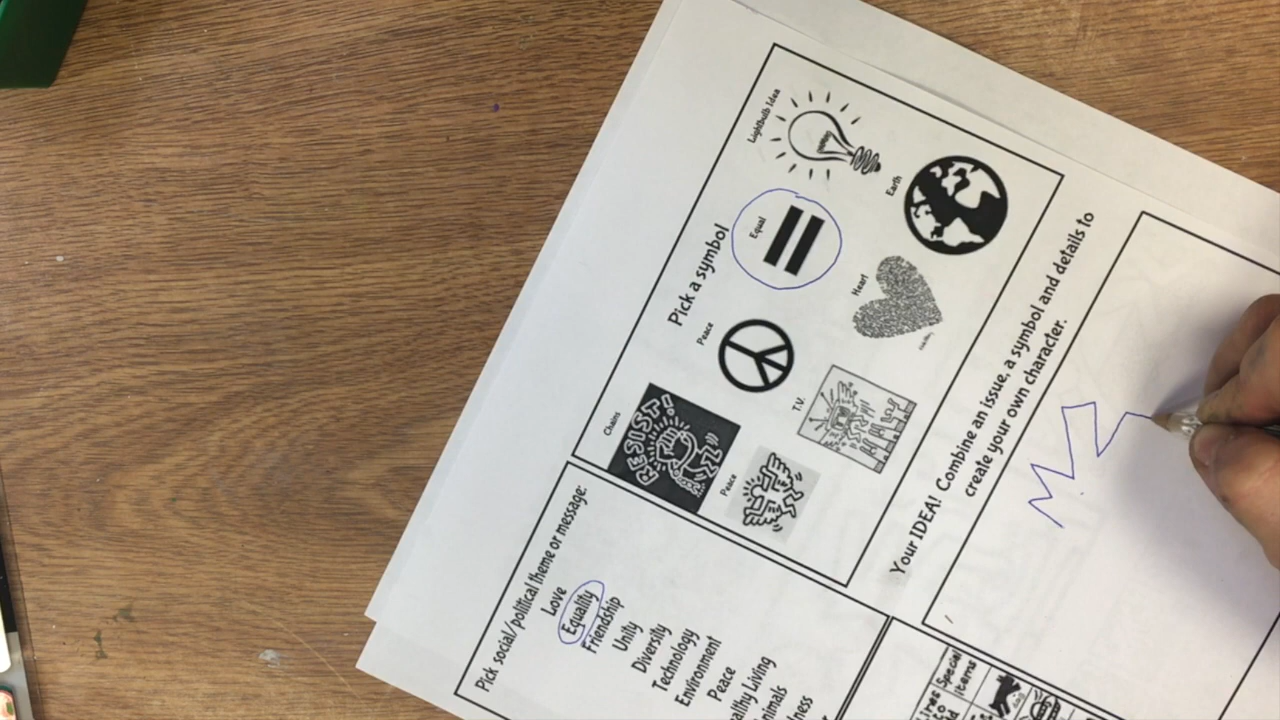 Pick a symbol
Lightbulb Idea
Equal
Peace
Chains
RESIST!
Earth
Heart
T.V.
Peace
Pick social/political theme or message:
Love
Equality
Friendship
Unity
Diversity
Technology
Environment
Peace
Living
Your IDEA! Combine an issue, a symbol and details to
create your own character.
Special
items